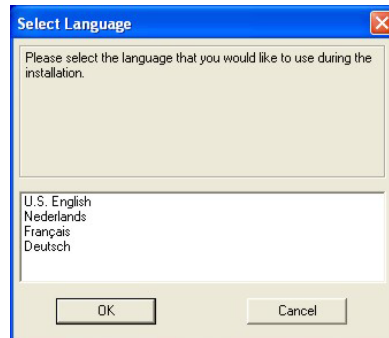 Select Language
Please select the language that you would like to use during the
installation.
U.S. English
Nederlands
Français
Deutsch
OK
Cancel